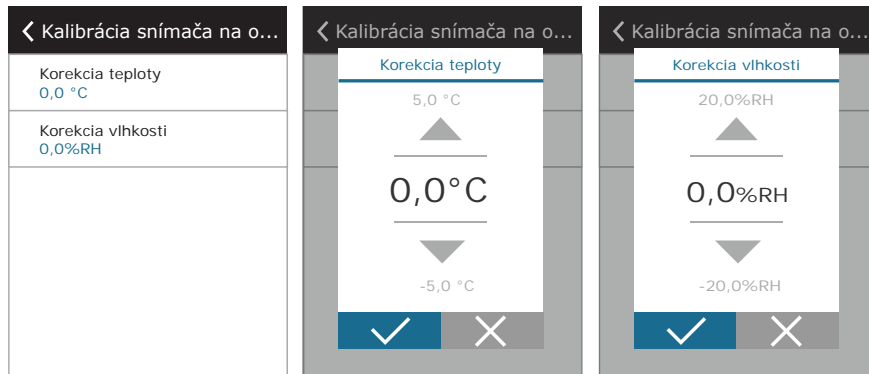 Kalibrácia snímača na o...
Korekcia teploty
0,0 °C
Korekcia vlhkosti
0,0%RH
Kalibrácia snímača na o...
Korekcia teploty
5,0 °C
0,0°C
-5,0 °C
Kalibrácia snímača na o...
Korekcia vlhkosti
20,0%RH
0,0%RH
-20,0%RH